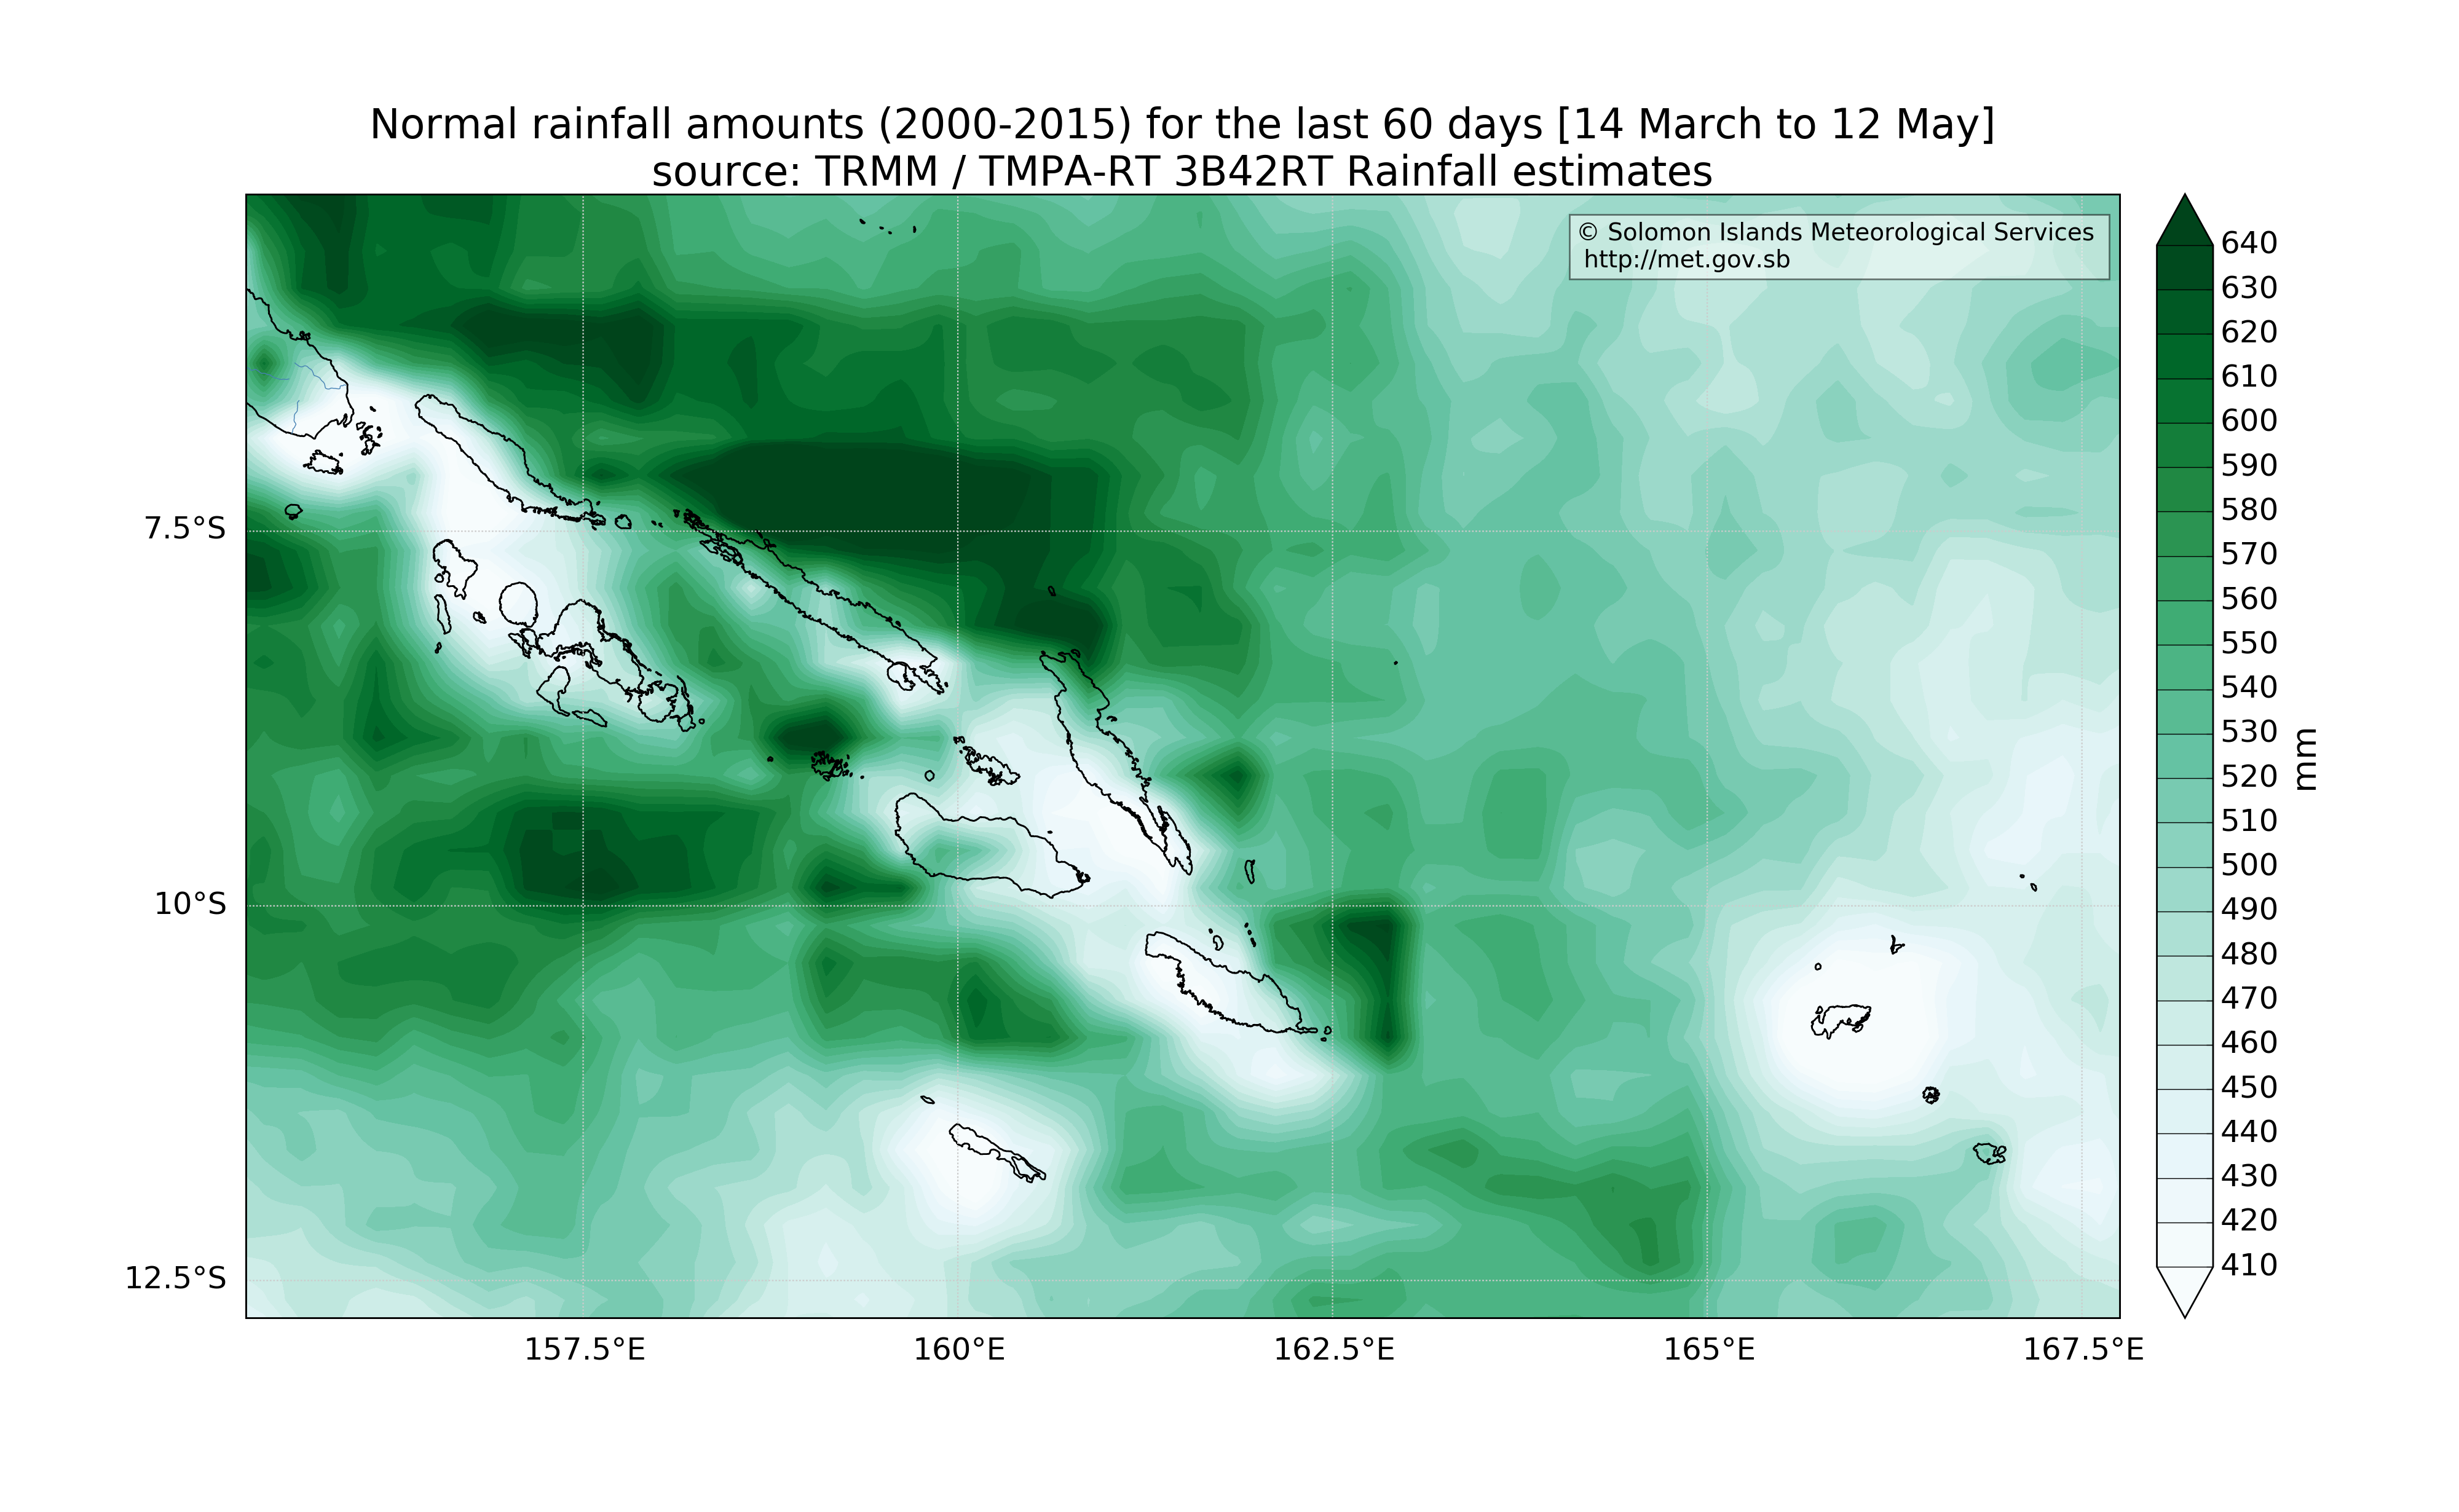 Normal rainfall amounts (2000-2015) for the last 60 days [14 March to 12 May]
source: TRMM / TMPA-RT 3B42RT Rainfall estimates
© Solomon Islands Meteorological Services
http://met.gov.sb
7.5°S
10°S
12.5°S
157.5°E
160°E
162.5°E
165°E
167.5°E
640
630
620
610
600
590
580
570
560
550
540
530
520
510
500
490
480
470
460
450
440
430
420
410
mm